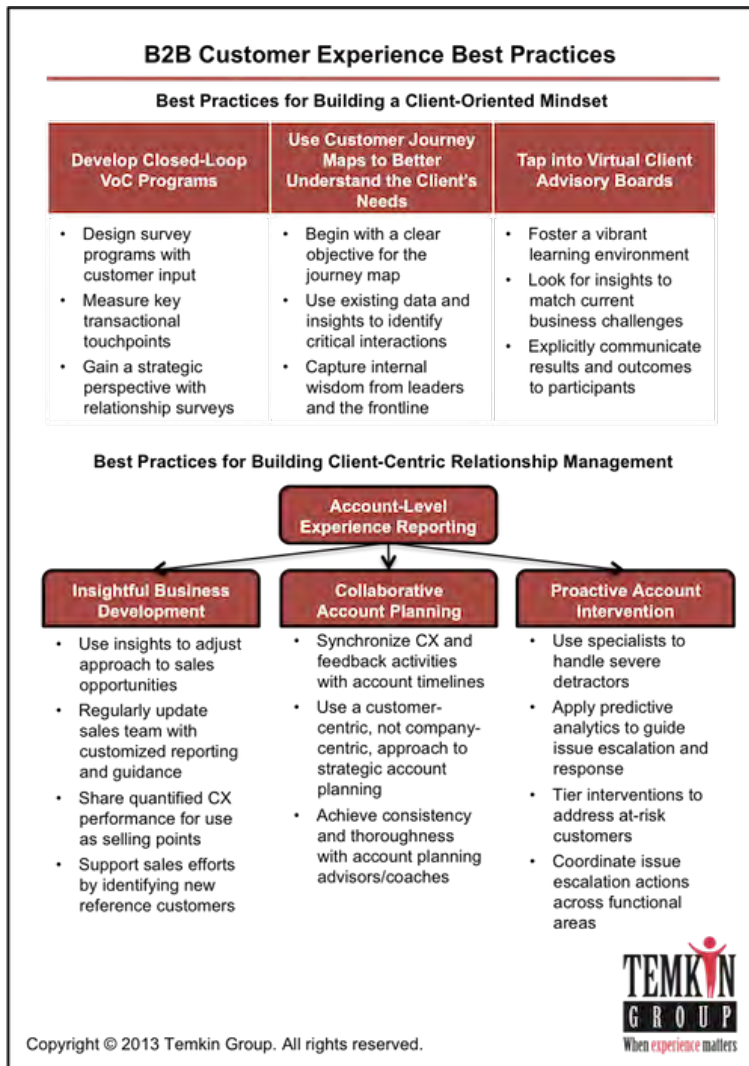 B2B Customer Experience Best Practices
Best Practices for Building a Client-Oriented Mindset
Develop Closed-Loop
VoC Programs
• Design survey
programs with
customer input
• Measure key
transactional
touchpoints
• Gain a strategic
perspective with
relationship surveys
Use Customer Journey
Maps to Better
Understand the Client's
Needs
• Begin with a clear
objective for the
journey map
• Use existing data and
insights to identify
critical interactions
• Capture internal
wisdom from leaders
and the frontline
Tap into Virtual Client
Advisory Boards
• Foster a vibrant
learning environment
• Look for insights to
match current
business challenges
• Explicitly communicate
results and outcomes
to participants
Best Practices for Building Client-Centric Relationship Management
Account-Level
Experience Reporting
Insightful Business
Development
• Use insights to adjust
approach to sales
opportunities
• Regularly update
sales team with
customized reporting
and guidance
• Share quantified CX
performance for use
as selling points
• Support sales efforts
by identifying new
reference customers
Collaborative
Account Planning
• Synchronize CX and
feedback activities
with account timelines
• Use a customer-
centric, not company-
centric, approach to
strategic account
planning
• Achieve consistency
and thoroughness
with account planning
advisors/coaches
Proactive Account
Intervention
• Use specialists to
handle severe
detractors
• Apply predictive
analytics to guide
issue escalation and
response
• Tier interventions to
address at-risk
customers
• Coordinate issue
escalation actions
across functional
areas
TEMKIN
GROUP
When experience matters
Copyright © 2013 Temkin Group. All rights reserved.